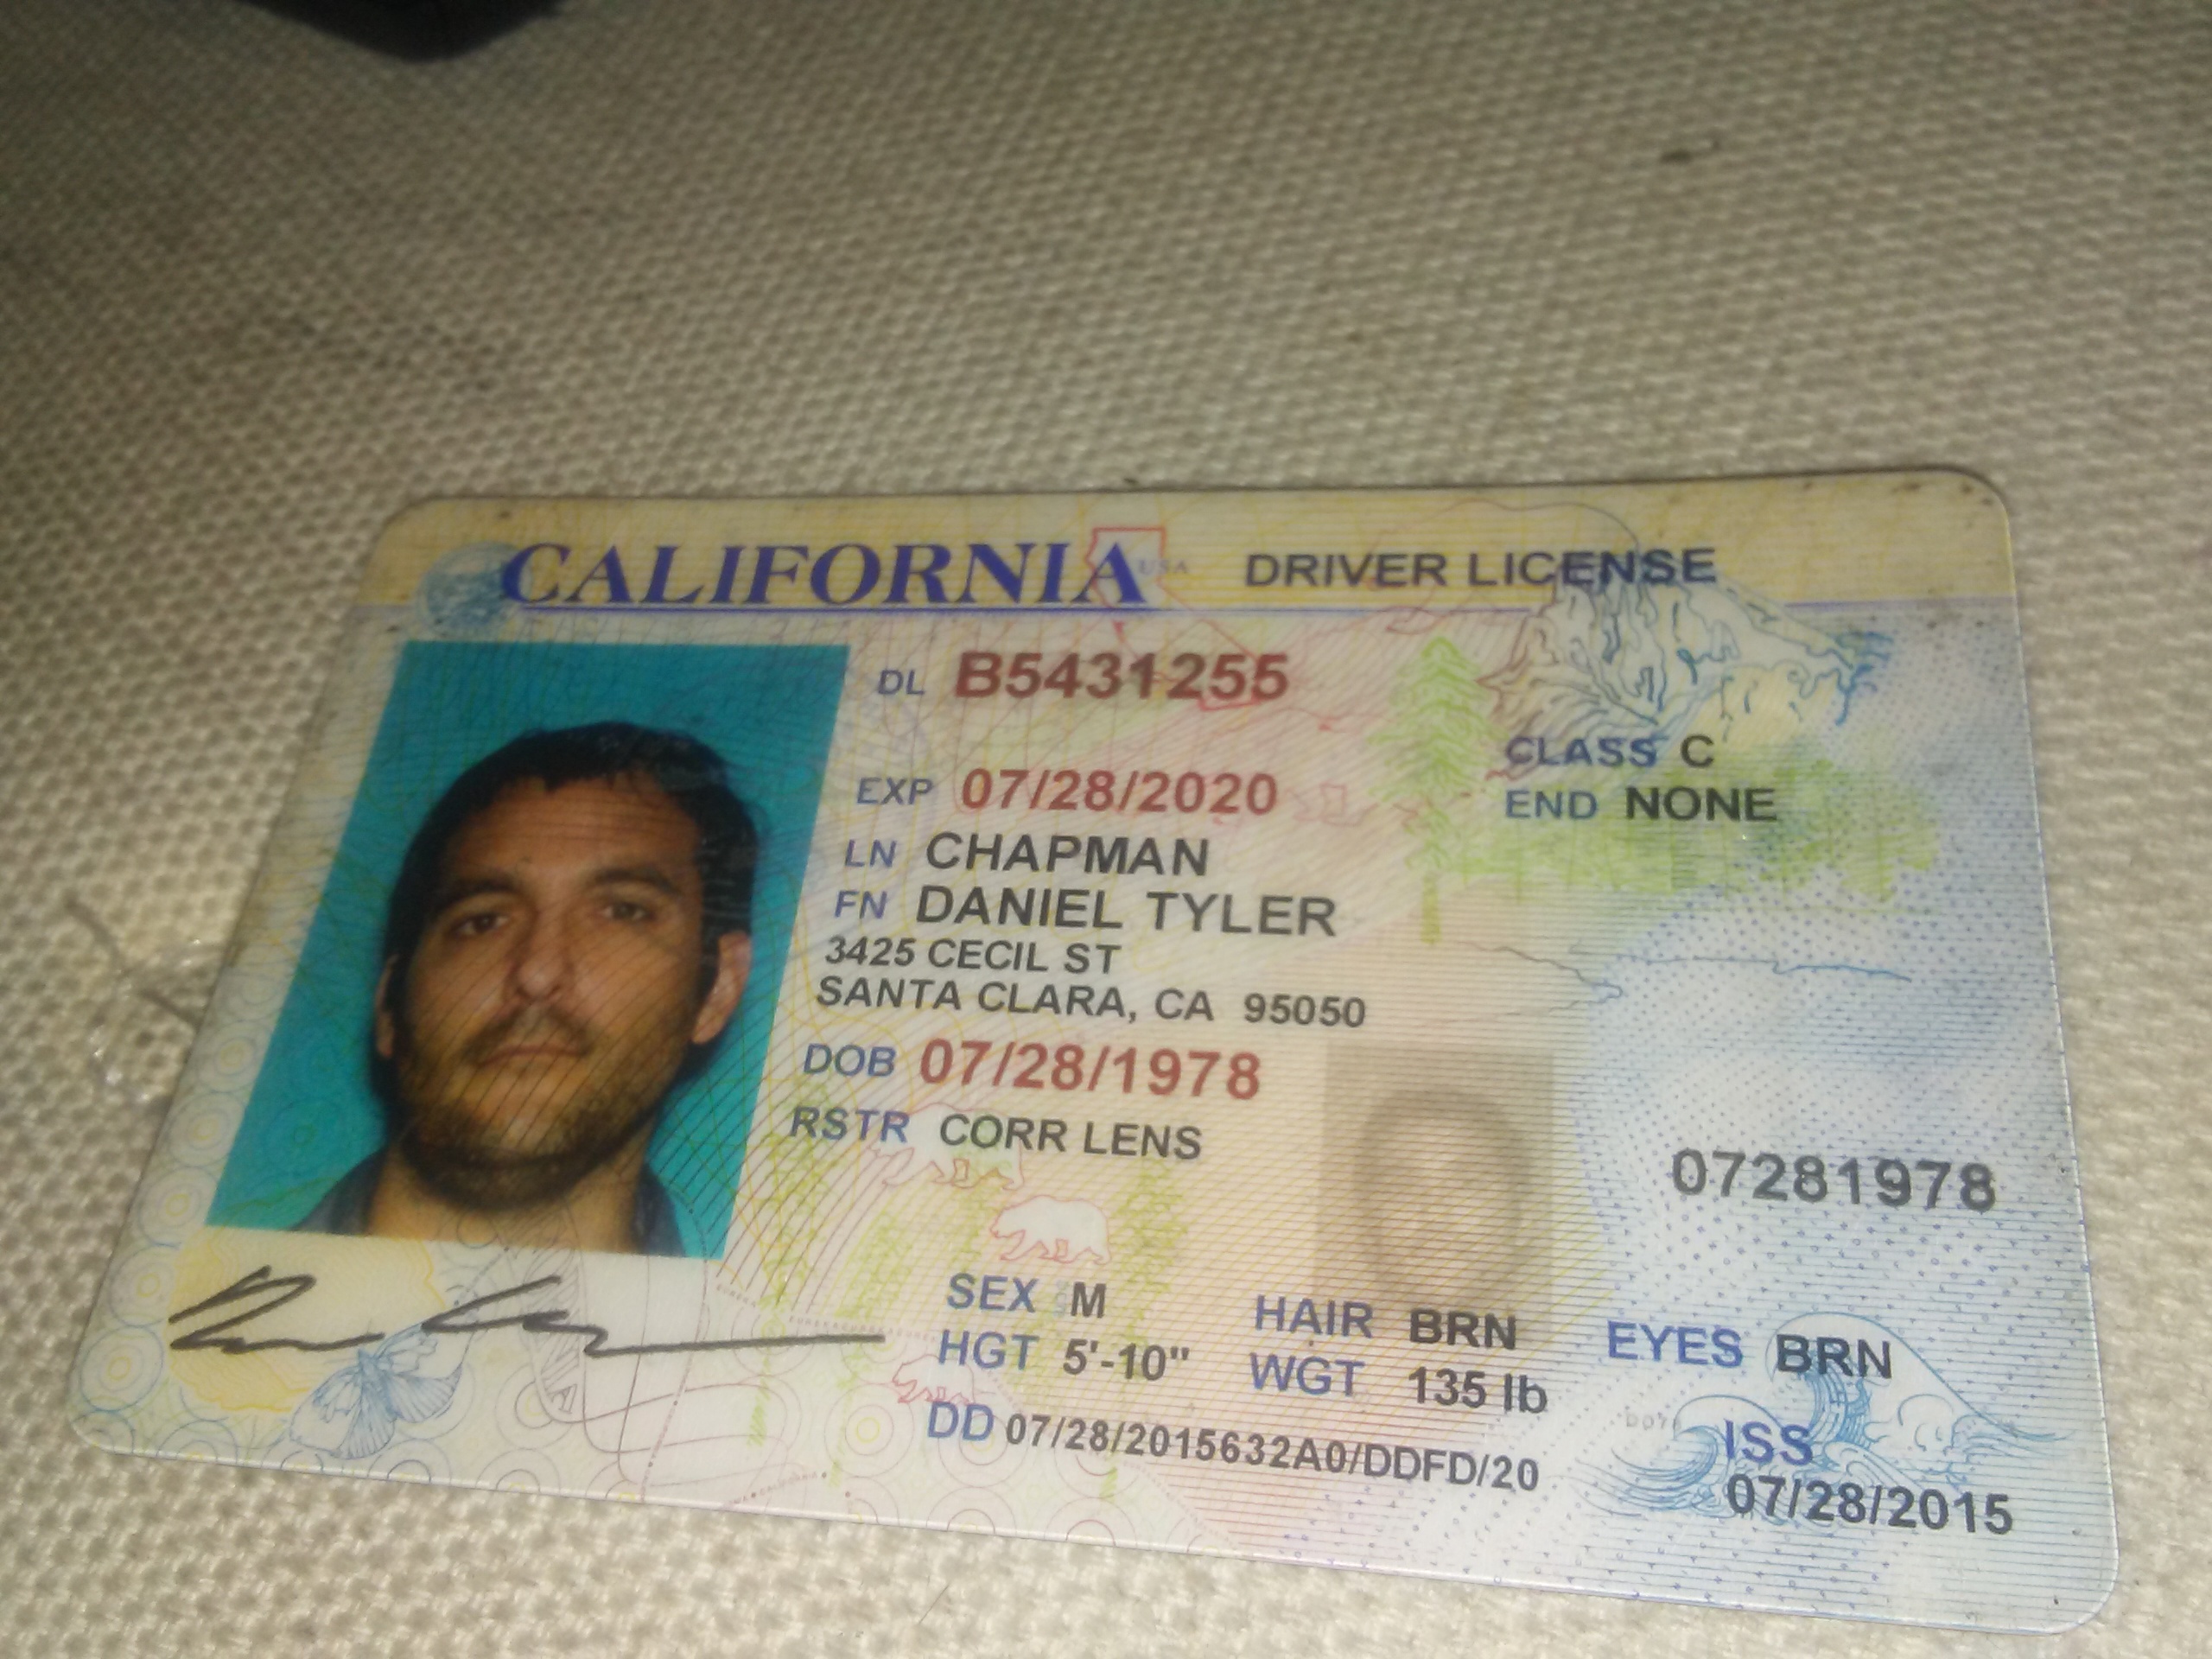 CALIFORNIA USA DRIVER LICENSE
DL B5431255
CLASS C
EXP 07/28/2020
END NONE
LN CHAPMAN
FN DANIEL TYLER
3425 CECIL ST
SANTA CLARA, CA 95050
DOB 07/28/1978
RSTR CORR LENS
07281978
SEX M
HAIR BRN
EYES BRN
HGT 5'-10"
WGT 135 lb
DD 07/28/2015632A0/DDFD/20
ISS
07/28/2015